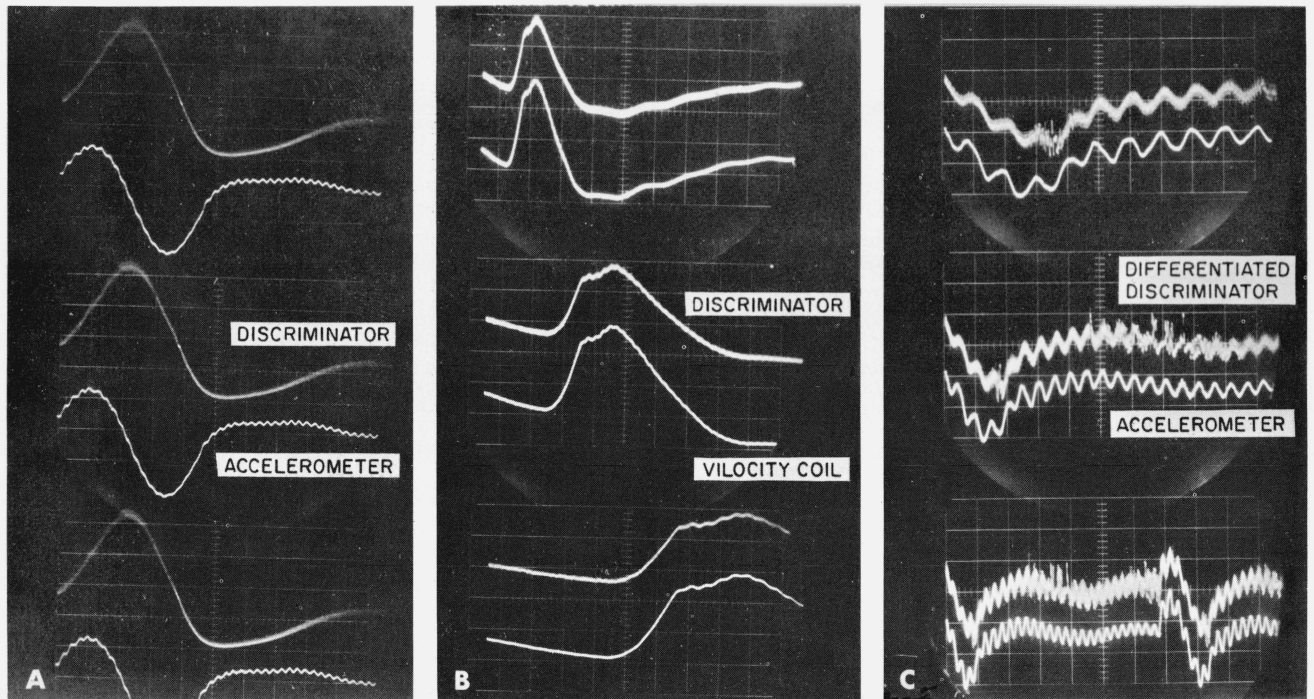 DISCRIMINATOR
ACCELEROMETER
A
DISCRIMINATOR
VILOCITY COIL
B
DIFFERENTIATED
DISCRIMINATOR
ACCELEROMETER
C